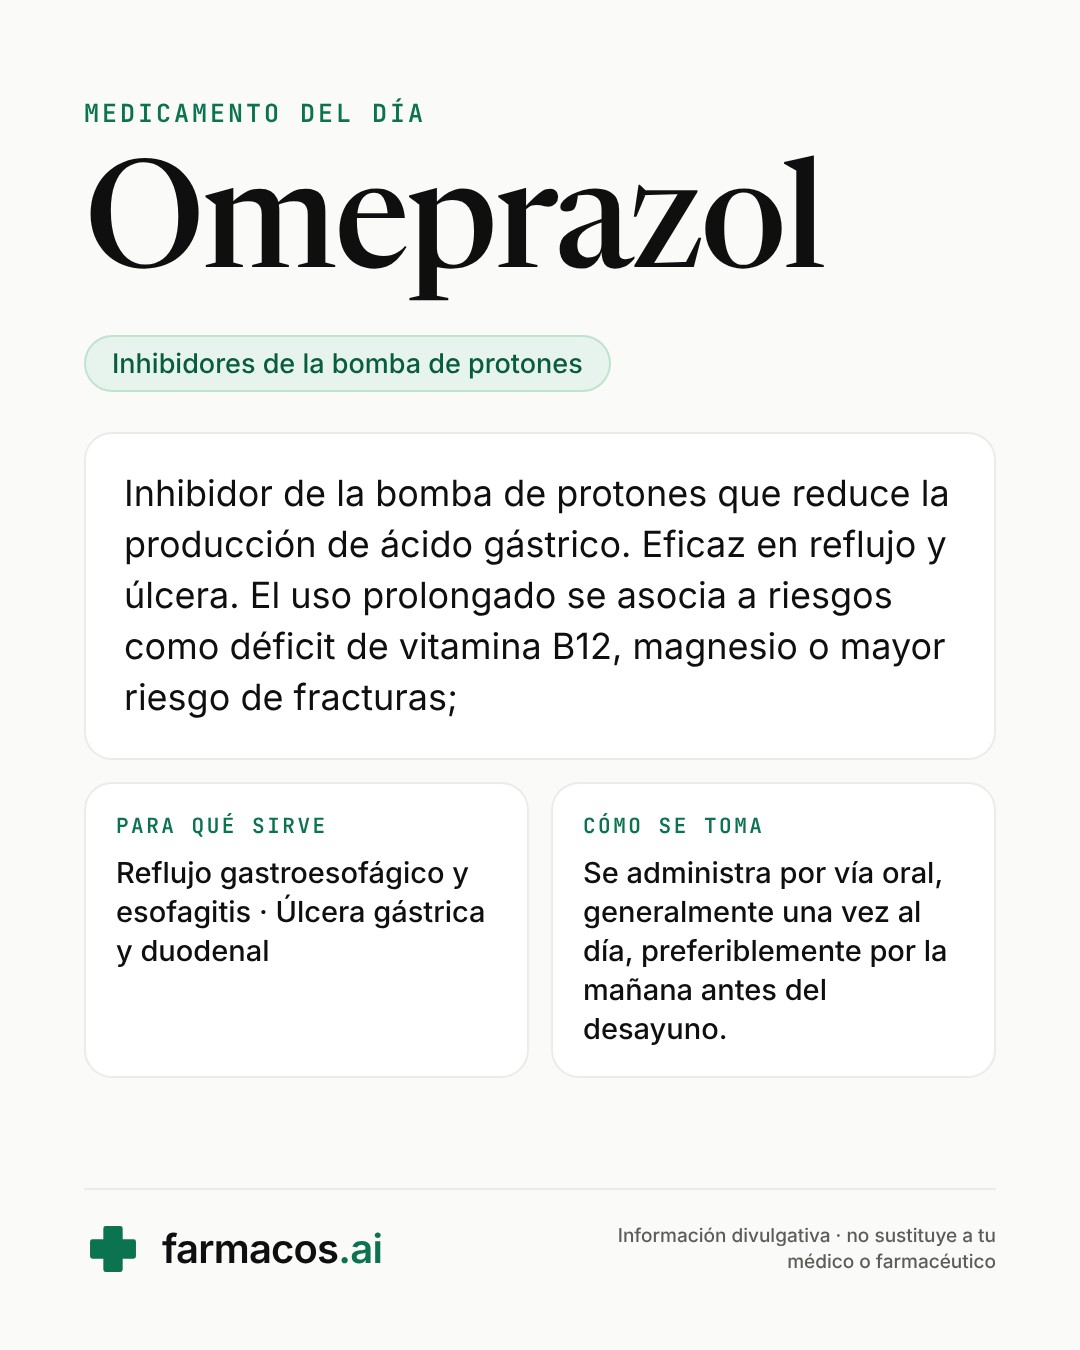 MEDICAMENTO DEL DÍA
Omeprazol
Inhibidores de la bomba de protones
Inhibidor de la bomba de protones que reduce la
producción de ácido gástrico. Eficaz en reflujo y
úlcera. El uso prolongado se asocia a riesgos
como déficit de vitamina B12, magnesio o mayor
riesgo de fracturas;
PARA QUÉ SIRVE
Reflujo gastroesofágico y
esofagitis · Úlcera gástrica
y duodenal
CÓMO SE TOMA
Se administra por vía oral,
generalmente una vez al
día, preferiblemente por la
mañana antes del
desayuno.
farmacos.ai
Información divulgativa · no sustituye a tu
médico o farmacéutico